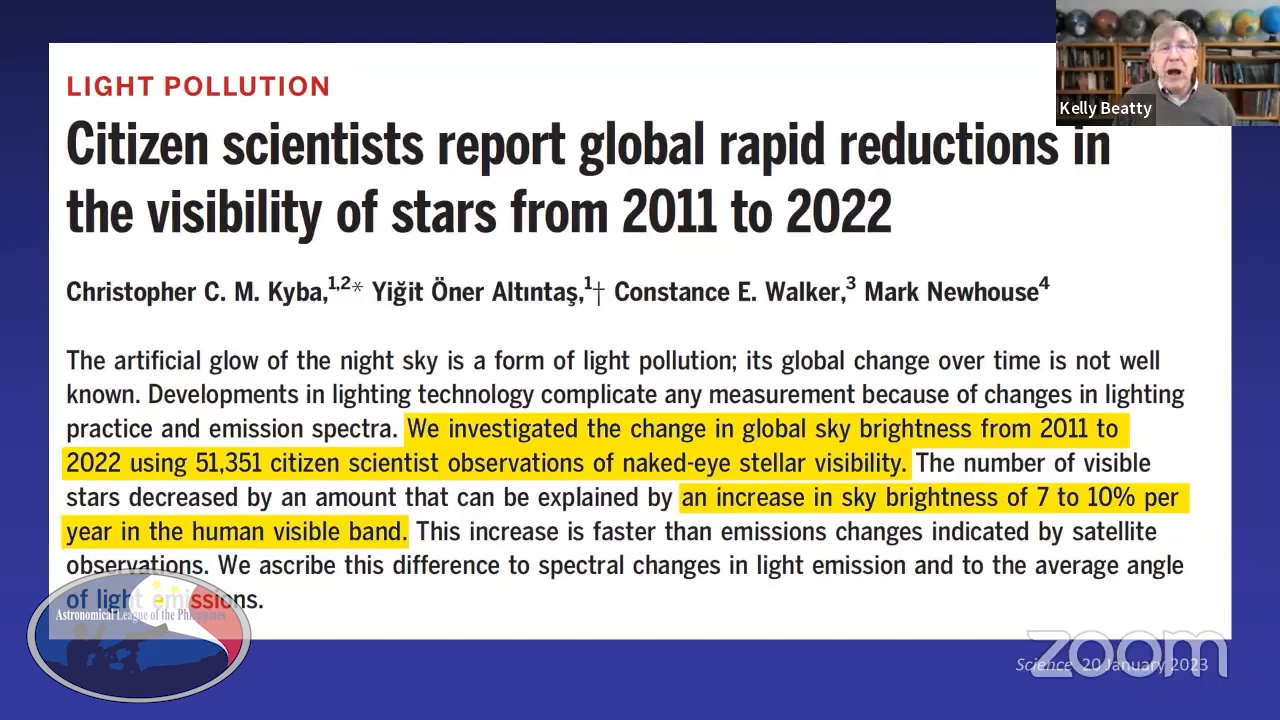 LIGHT POLLUTION
Citizen scientists report global rapid reductions in
the visibility of stars from 2011 to 2022
Christopher C. M. Kyba,1,2* Yiğit Öner Altıntaş,1† Constance E. Walker,3 Mark Newhouse4
The artificial glow of the night sky is a form of light pollution; its global change over time is not well
known. Developments in lighting technology complicate any measurement because of changes in lighting
practice and emission spectra. We investigated the change in global sky brightness from 2011 to
2022 using 51,351 citizen scientist observations of naked-eye stellar visibility. The number of visible
stars decreased by an amount that can be explained by an increase in sky brightness of 7 to 10% per
year in the human visible band. This increase is faster than emissions changes indicated by satellite
observations. We ascribe this difference to spectral changes in light emission and to the average angle
of light emissions.
Kelly Beatty
Astronomical League of the Philippines
zoom
Science 20 January 2023